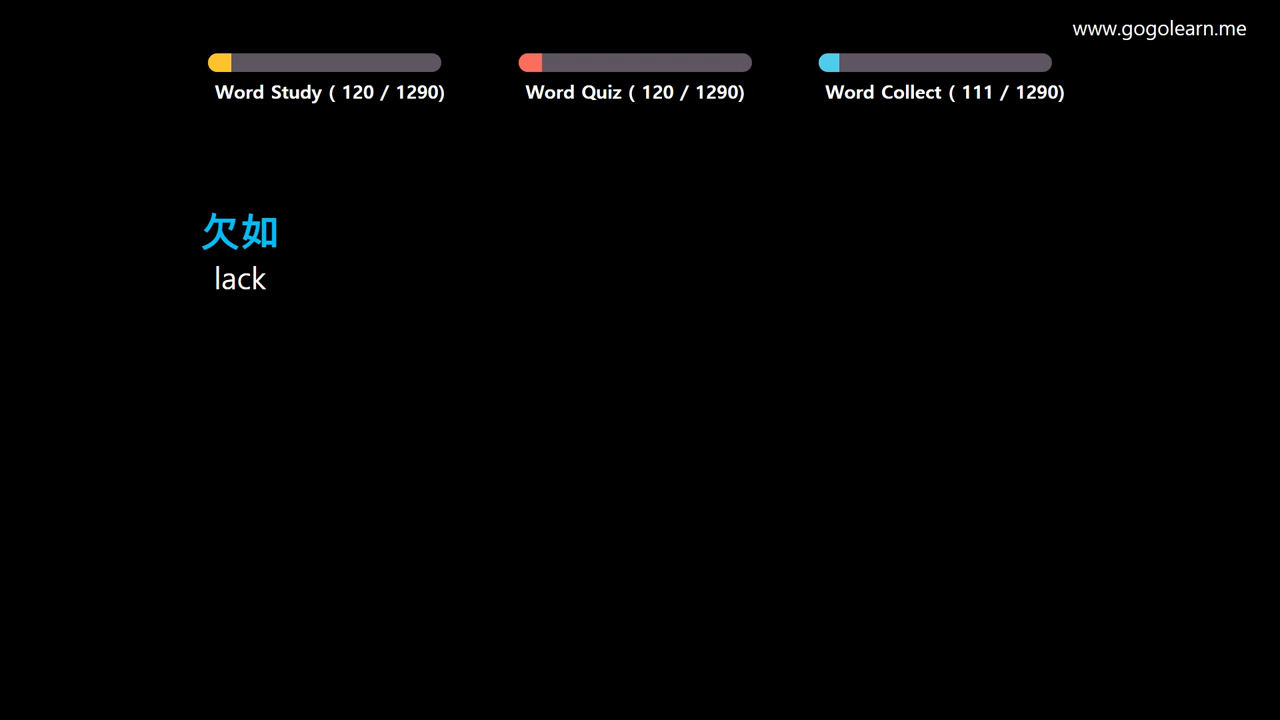 www.gogolearn.me
Word Study ( 120 / 1290)
Word Quiz ( 120 / 1290)
Word Collect ( 111 / 1290)
欠如
lack